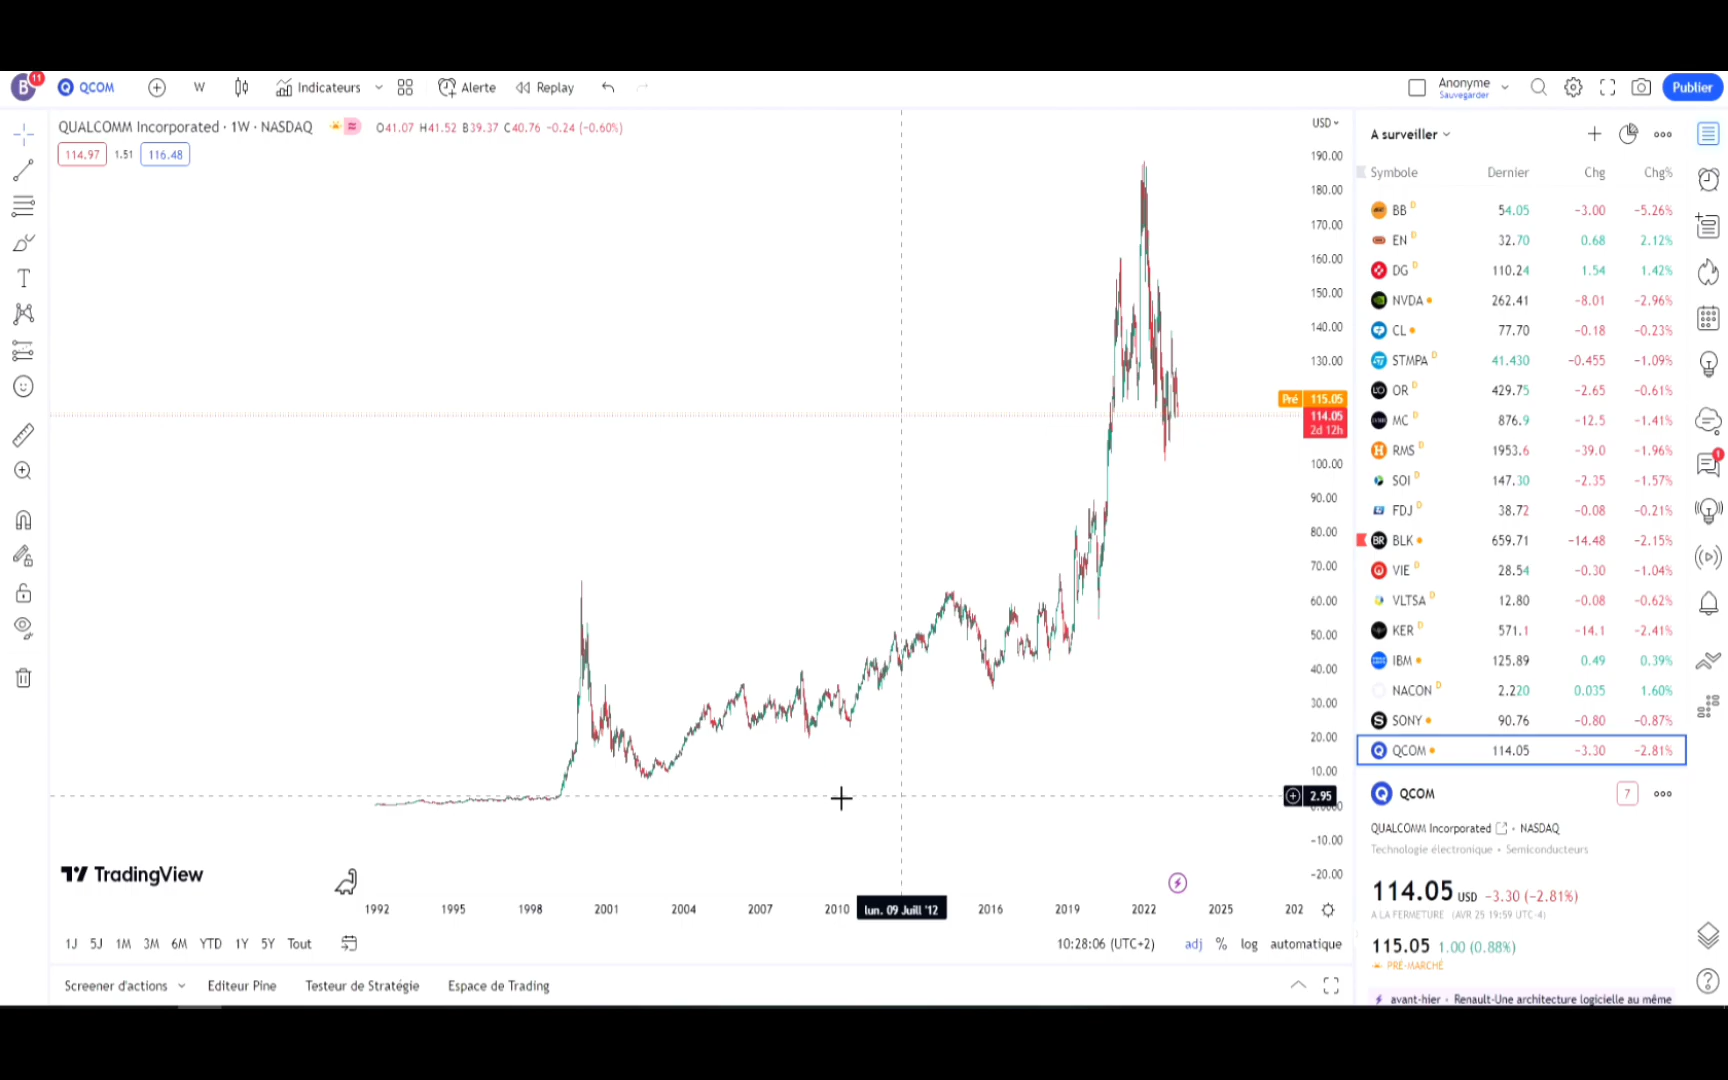 B 11 QCOM W Indicateurs Alerte Replay Anonyme Sauvegarder Publier
QUALCOMM Incorporated · 1W · NASDAQ O41.07 H41.52 B39.37 C40.76 -0.24 (-0.60%)
114.97 1.51 116.48
USD
190.00
180.00
170.00
160.00
150.00
140.00
130.00
Pré 115.05
114.05
2d 12h
100.00
90.00
80.00
70.00
60.00
50.00
40.00
30.00
20.00
10.00
2.95
-10.00
-20.00
TradingView
1992 1995 1998 2001 2004 2007 2010 lun. 09 Juill '12 2016 2019 2022 2025 202
1J 5J 1M 3M 6M YTD 1Y 5Y Tout 10:28:06 (UTC+2) adj % log automatique
Screener d'actions Editeur Pine Testeur de Stratégie Espace de Trading
A surveiller
Symbole Dernier Chg Chg%
BB D 54.05 -3.00 -5.26%
EN D 32.70 0.68 2.12%
DG D 110.24 1.54 1.42%
NVDA 262.41 -8.01 -2.96%
CL 77.70 -0.18 -0.23%
STMPA D 41.430 -0.455 -1.09%
OR D 429.75 -2.65 -0.61%
MC D 876.9 -12.5 -1.41%
RMS D 1953.6 -39.0 -1.96%
SOI D 147.30 -2.35 -1.57%
FDJ D 38.72 -0.08 -0.21%
BR BLK 659.71 -14.48 -2.15%
VIE D 28.54 -0.30 -1.04%
VLTSA D 12.80 -0.08 -0.62%
KER D 571.1 -14.1 -2.41%
IBM 125.89 0.49 0.39%
NACON D 2.220 0.035 1.60%
SONY 90.76 -0.80 -0.87%
QCOM 114.05 -3.30 -2.81%
QCOM 7
QUALCOMM Incorporated · NASDAQ
Technologie électronique · Semiconducteurs
114.05 USD -3.30 (-2.81%)
A LA FERMETURE (AVR 25 19:59 UTC-4)
115.05 1.00 (0.88%)
PRÉ-MARCHÉ
avant-hier · Renault-Une architecture logicielle au même
1